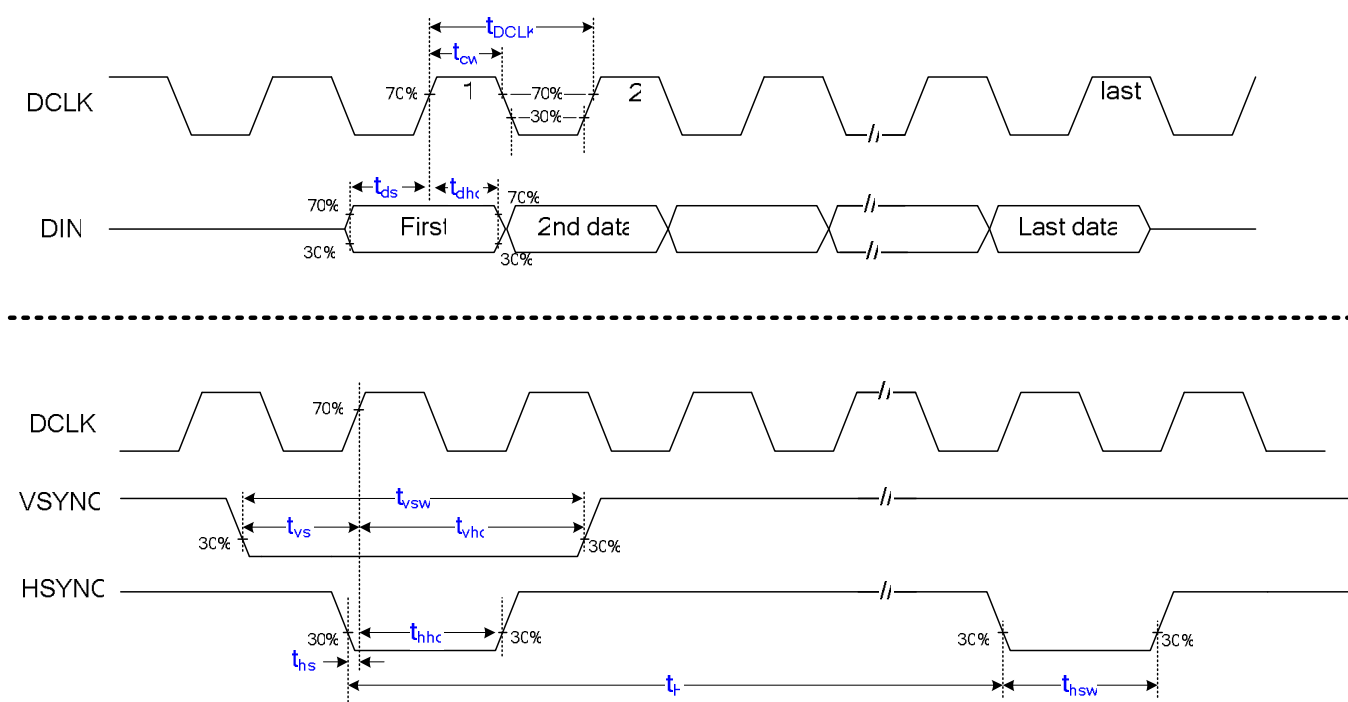 tDCLK
tcw
DCLK 70% 1 70% 2 last
30%
tds tdhd
70% 70%
DIN First 2nd data Last data
30% 30%
DCLK 70%
VSYNC tvsw
tvs tvhd
30% 30%
HSYNC
30% thhd 30% 30% 30%
ths
tH thsw